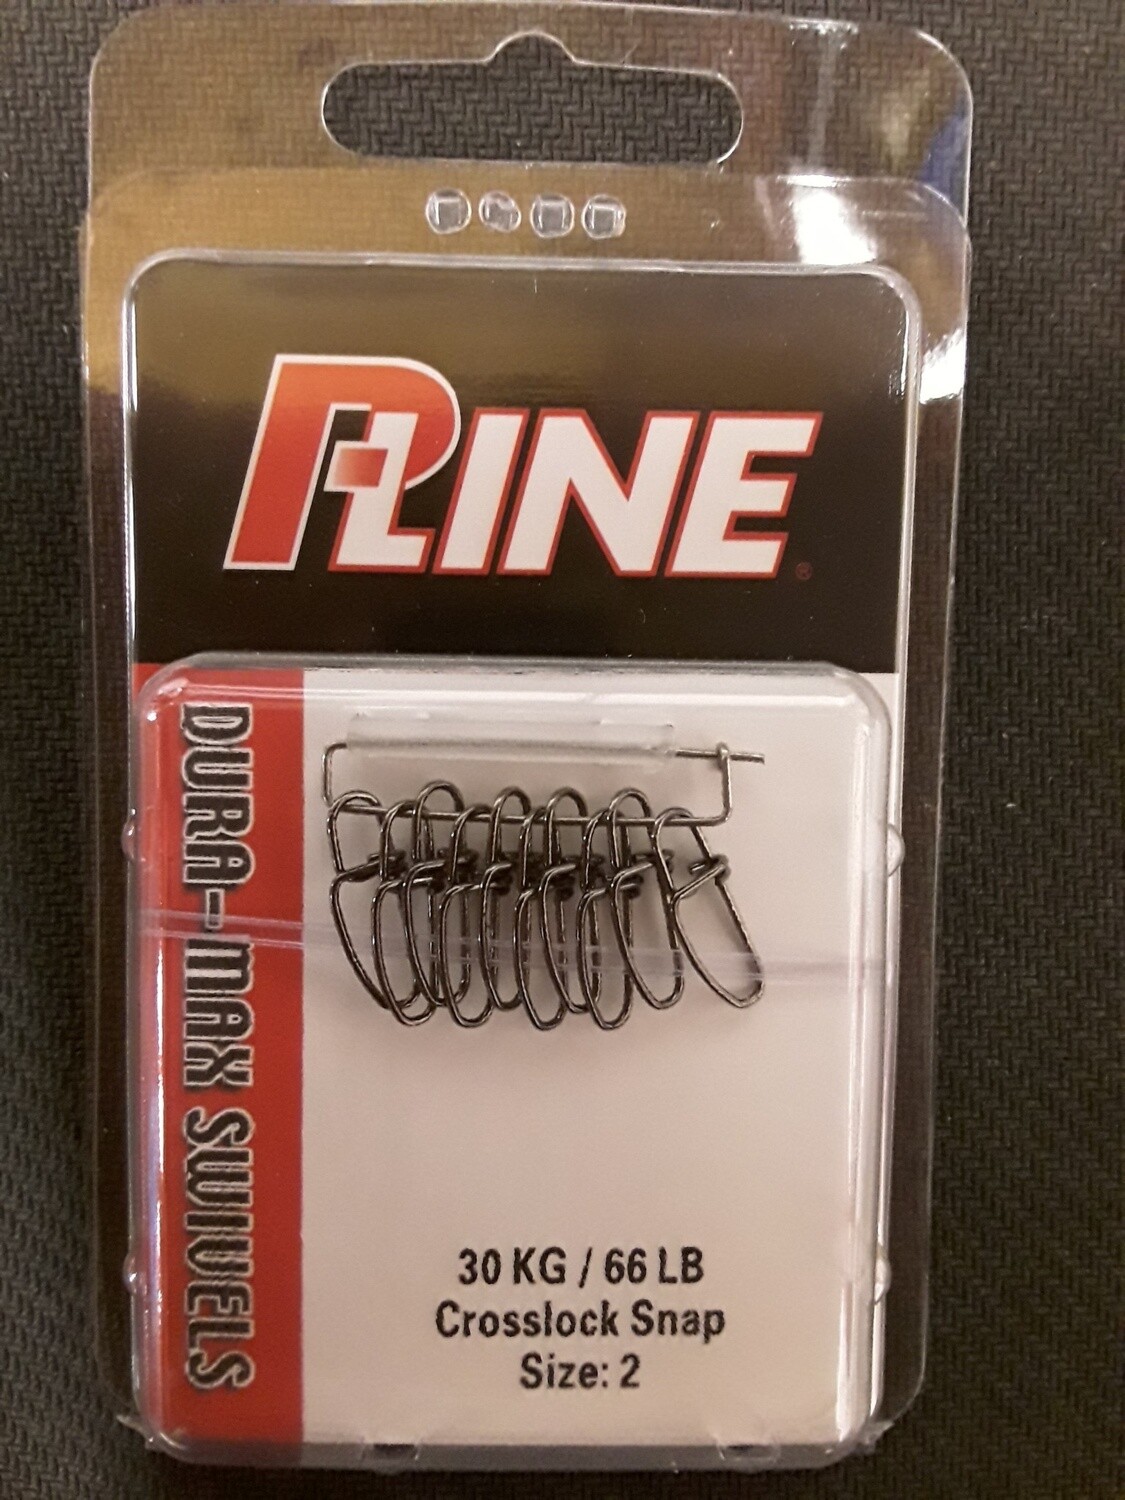 P-LINE®
DURA-MAX SWIVELS
30 KG / 66 LB
Crosslock Snap
Size: 2